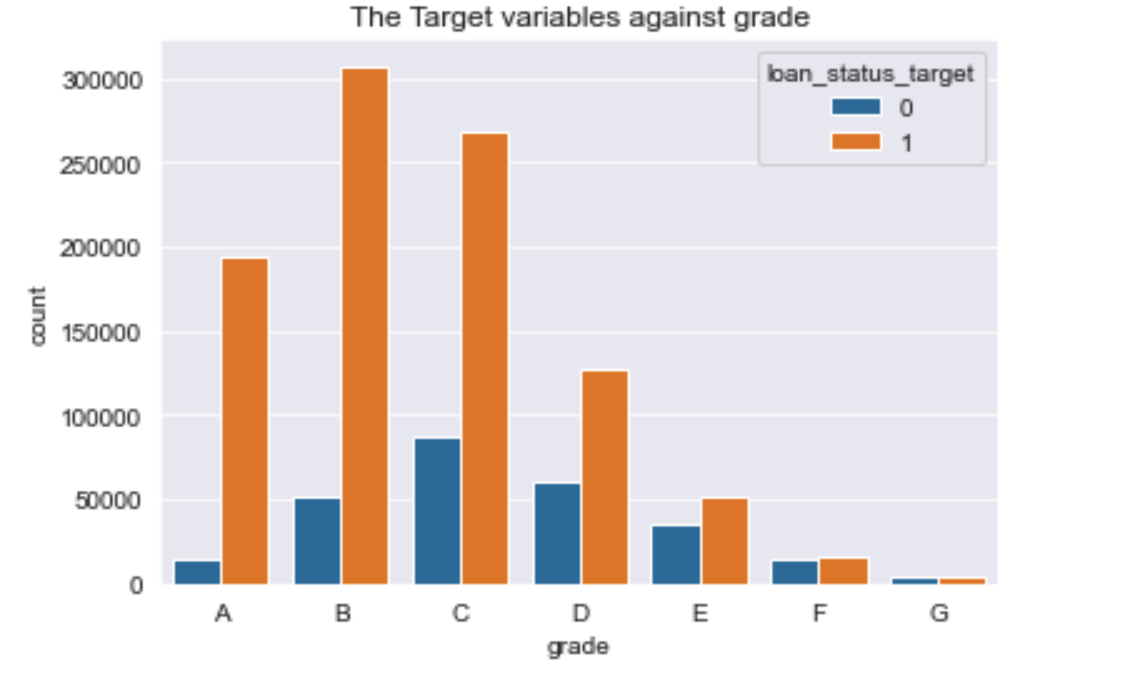 The Target variables against grade
loan_status_target
0
1
300000
250000
200000
150000
100000
50000
0
count
A B C D E F G
grade